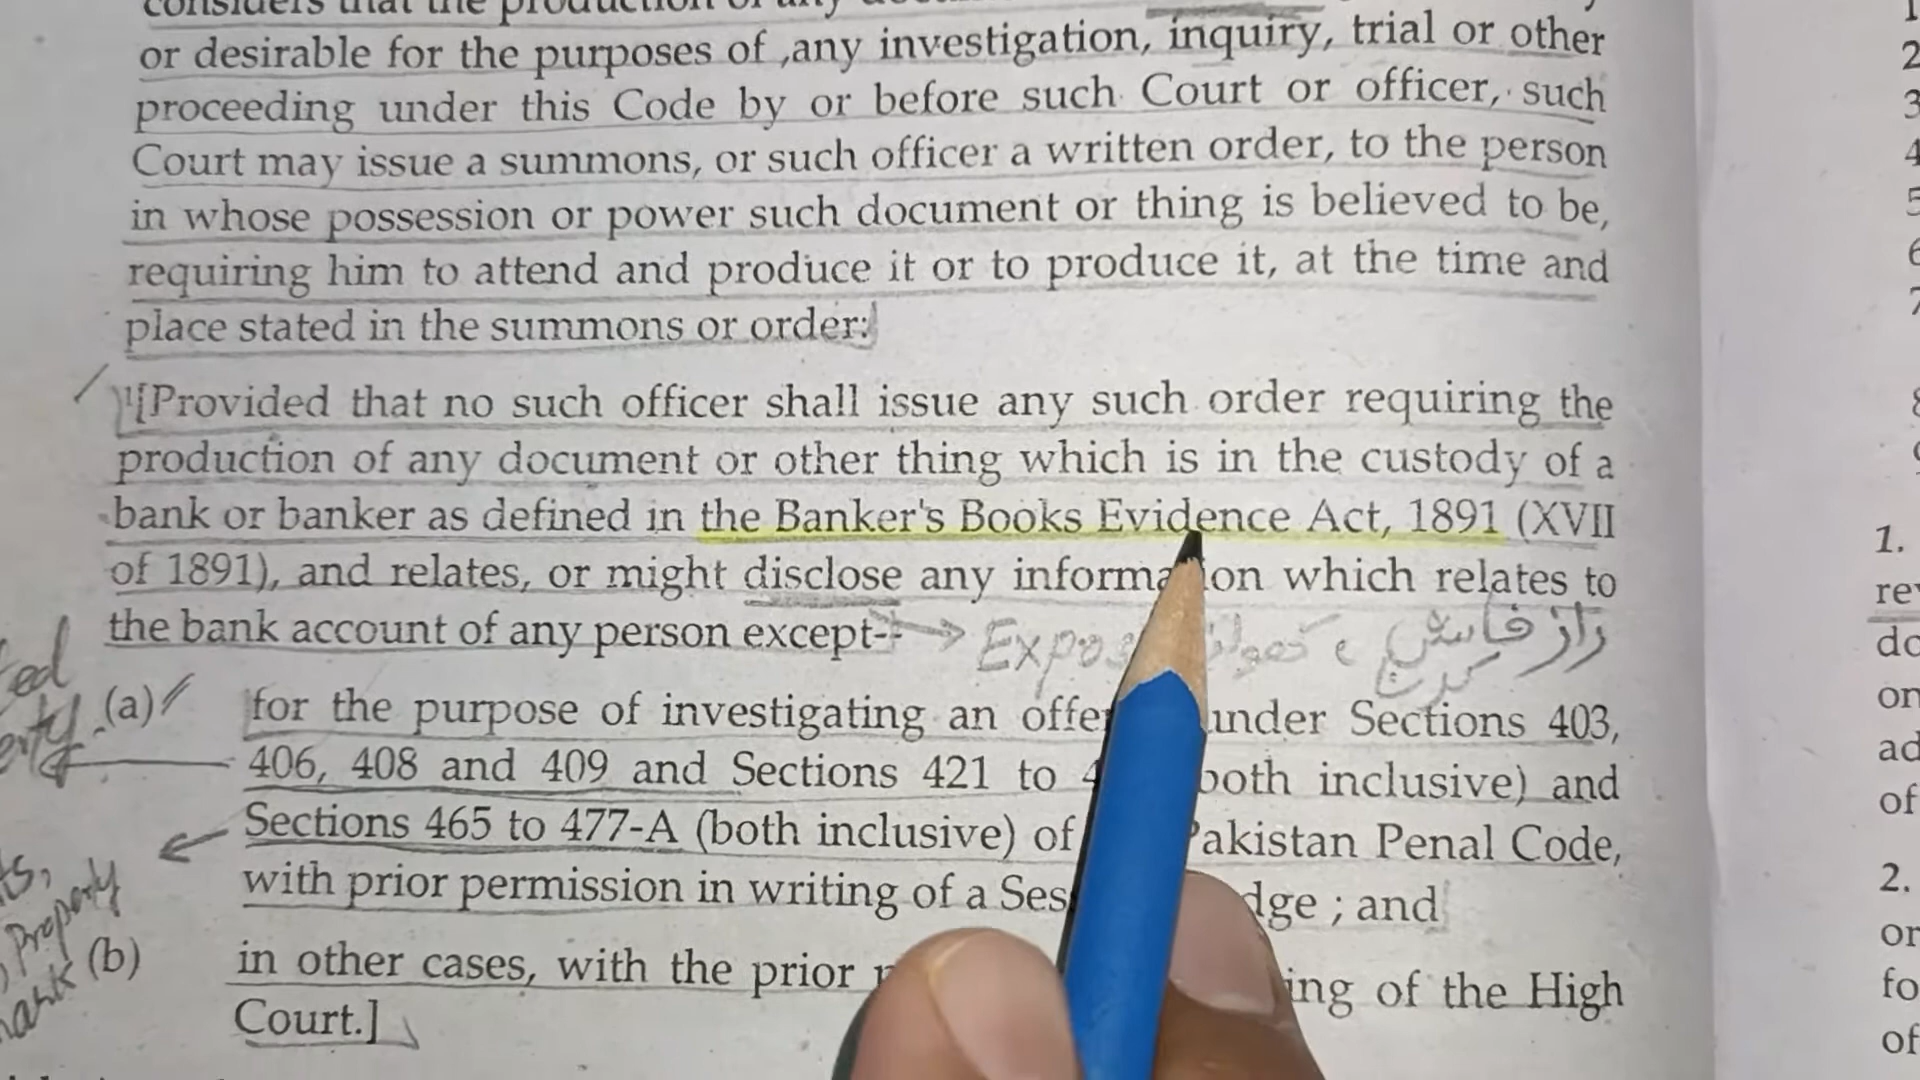 or desirable for the purposes of ,any investigation, inquiry, trial or other
proceeding under this Code by or before such Court or officer, such
Court may issue a summons, or such officer a written order, to the person
in whose possession or power such document or thing is believed to be,
requiring him to attend and produce it or to produce it, at the time and
place stated in the summons or order:
1[Provided that no such officer shall issue any such order requiring the
production of any document or other thing which is in the custody of a
bank or banker as defined in the Banker's Books Evidence Act, 1891 (XVII
of 1891), and relates, or might disclose any information which relates to
the bank account of any person except-
راز فاش
(a) for the purpose of investigating an under Sections 403,
406, 408 and 409 and Sections 421 to both inclusive) and
Sections 465 to 477-A (both inclusive) of Pakistan Penal Code,
with prior permission in writing of a ; and
Property
(b) in other cases, with the prior of the High
Court.]
1.
2.